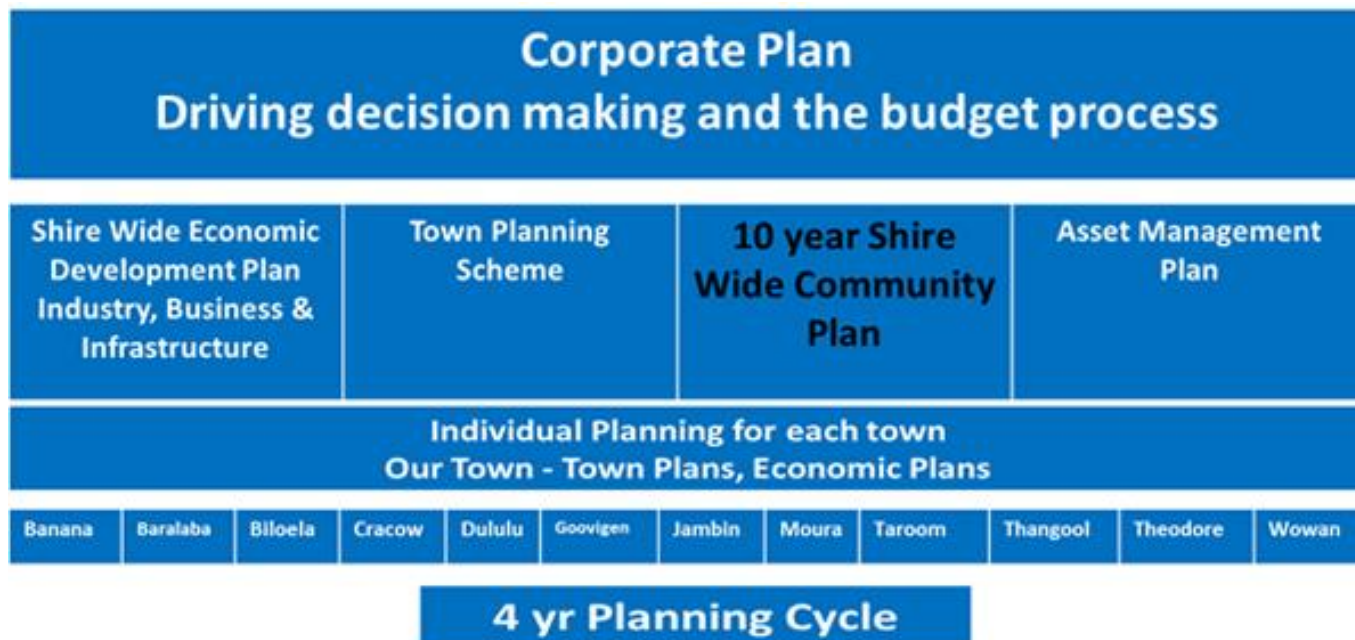 Corporate Plan
Driving decision making and the budget process
Shire Wide Economic
Development Plan
Industry, Business &
Infrastructure
Town Planning
Scheme
10 year Shire
Wide Community
Plan
Asset Management
Plan
Individual Planning for each town
Our Town - Town Plans, Economic Plans
Banana
Baralaba
Biloela
Cracow
Dululu
Goovigen
Jambin
Moura
Taroom
Thangool
Theodore
Wowan
4 yr Planning Cycle